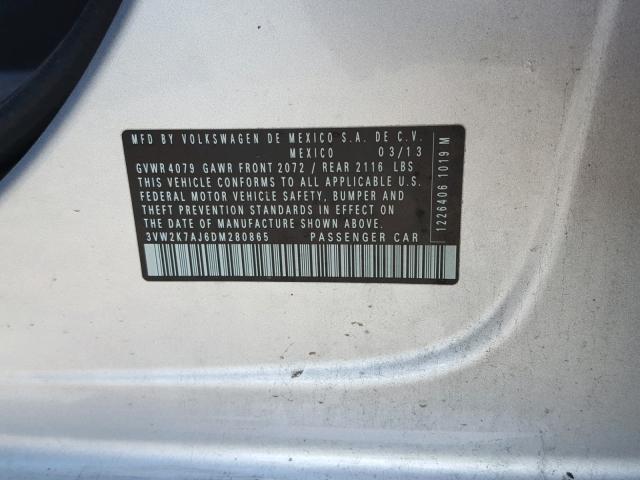 MFD BY VOLKSWAGEN DE MEXICO S.A. DE C.V.
MEXICO 03/13
GVWR 4079 GAWR FRONT 2072 / REAR 2116 LBS
THIS VEHICLE CONFORMS TO ALL APPLICABLE U.S.
FEDERAL MOTOR VEHICLE SAFETY, BUMPER AND
THEFT PREVENTION STANDARDS IN EFFECT ON
THE DATE OF MANUFACTURE SHOWN ABOVE.
3VW2K7AJ6DM280865 PASSENGER CAR
1226406 1019 M